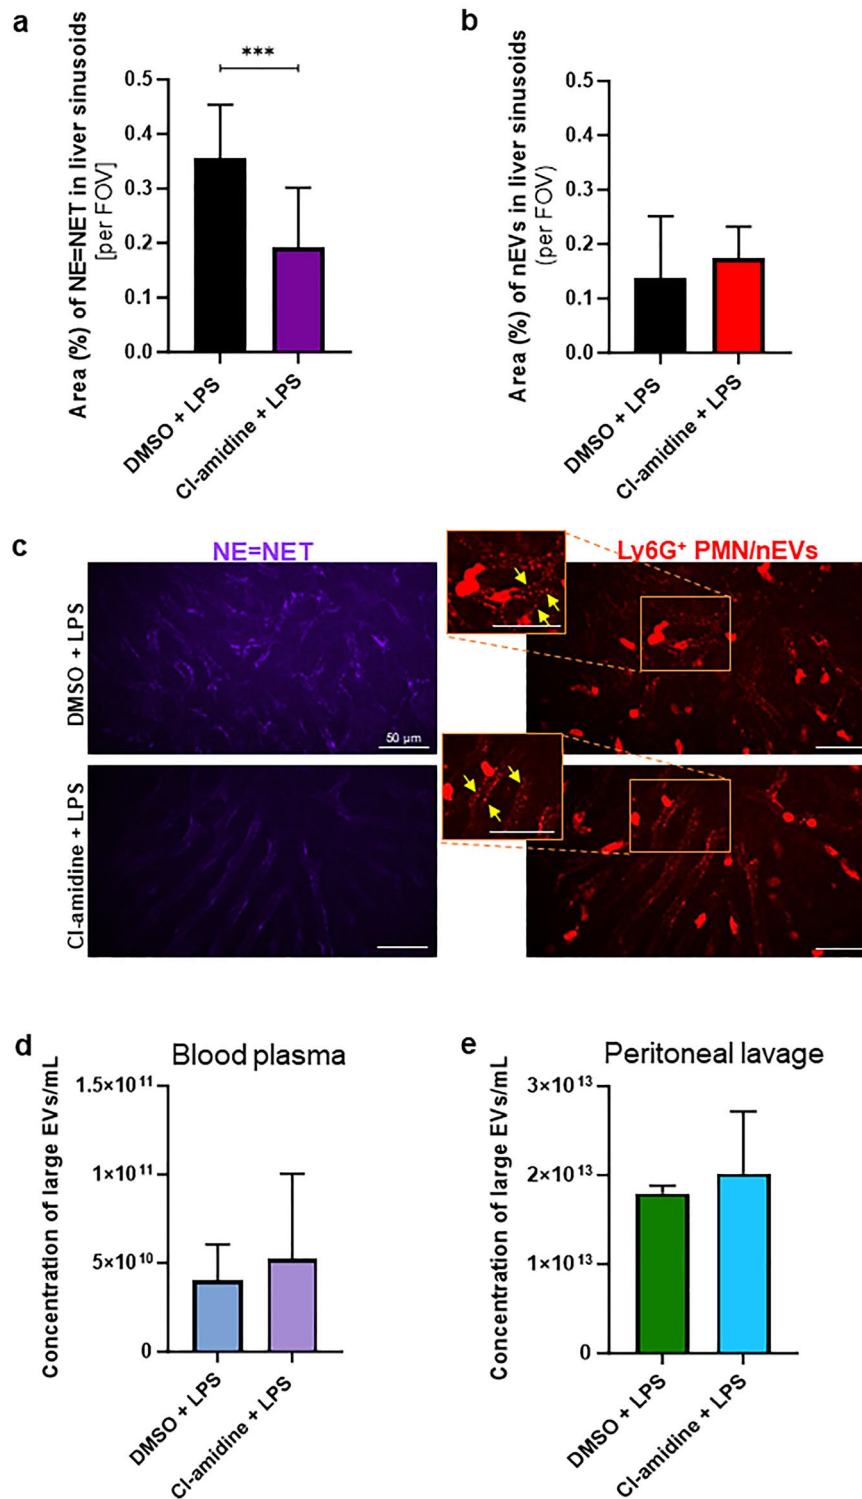 a
***
Area (%) of NE=NET in liver sinusoids
[per FOV]
0.5
0.4
0.3
0.2
0.1
0.0
DMSO + LPS
Cl-amidine + LPS
b
Area (%) of nEVs in liver sinusoids
(per FOV)
0.5
0.4
0.3
0.2
0.1
0.0
DMSO + LPS
Cl-amidine + LPS
c
NE=NET
Ly6G⁺ PMN/nEVs
DMSO + LPS
50 µm
Cl-amidine + LPS
d
Blood plasma
Concentration of large EVs/mL
1.5×10¹¹
1×10¹¹
5×10¹⁰
0
DMSO + LPS
Cl-amidine + LPS
e
Peritoneal lavage
Concentration of large EVs/mL
3×10¹³
2×10¹³
1×10¹³
0
DMSO + LPS
Cl-amidine + LPS